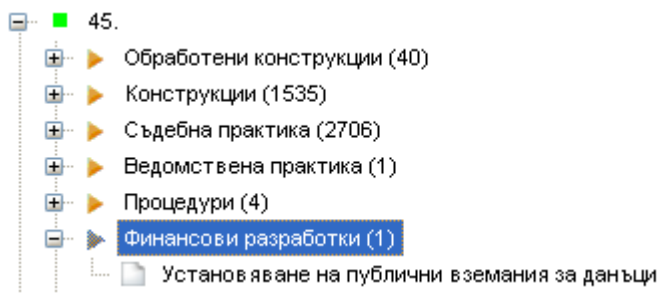 45.
Обработени конструкции (40)
Конструкции (1535)
Съдебна практика (2706)
Ведомствена практика (1)
Процедури (4)
Финансови разработки (1)
Установяване на публични вземания за данъци